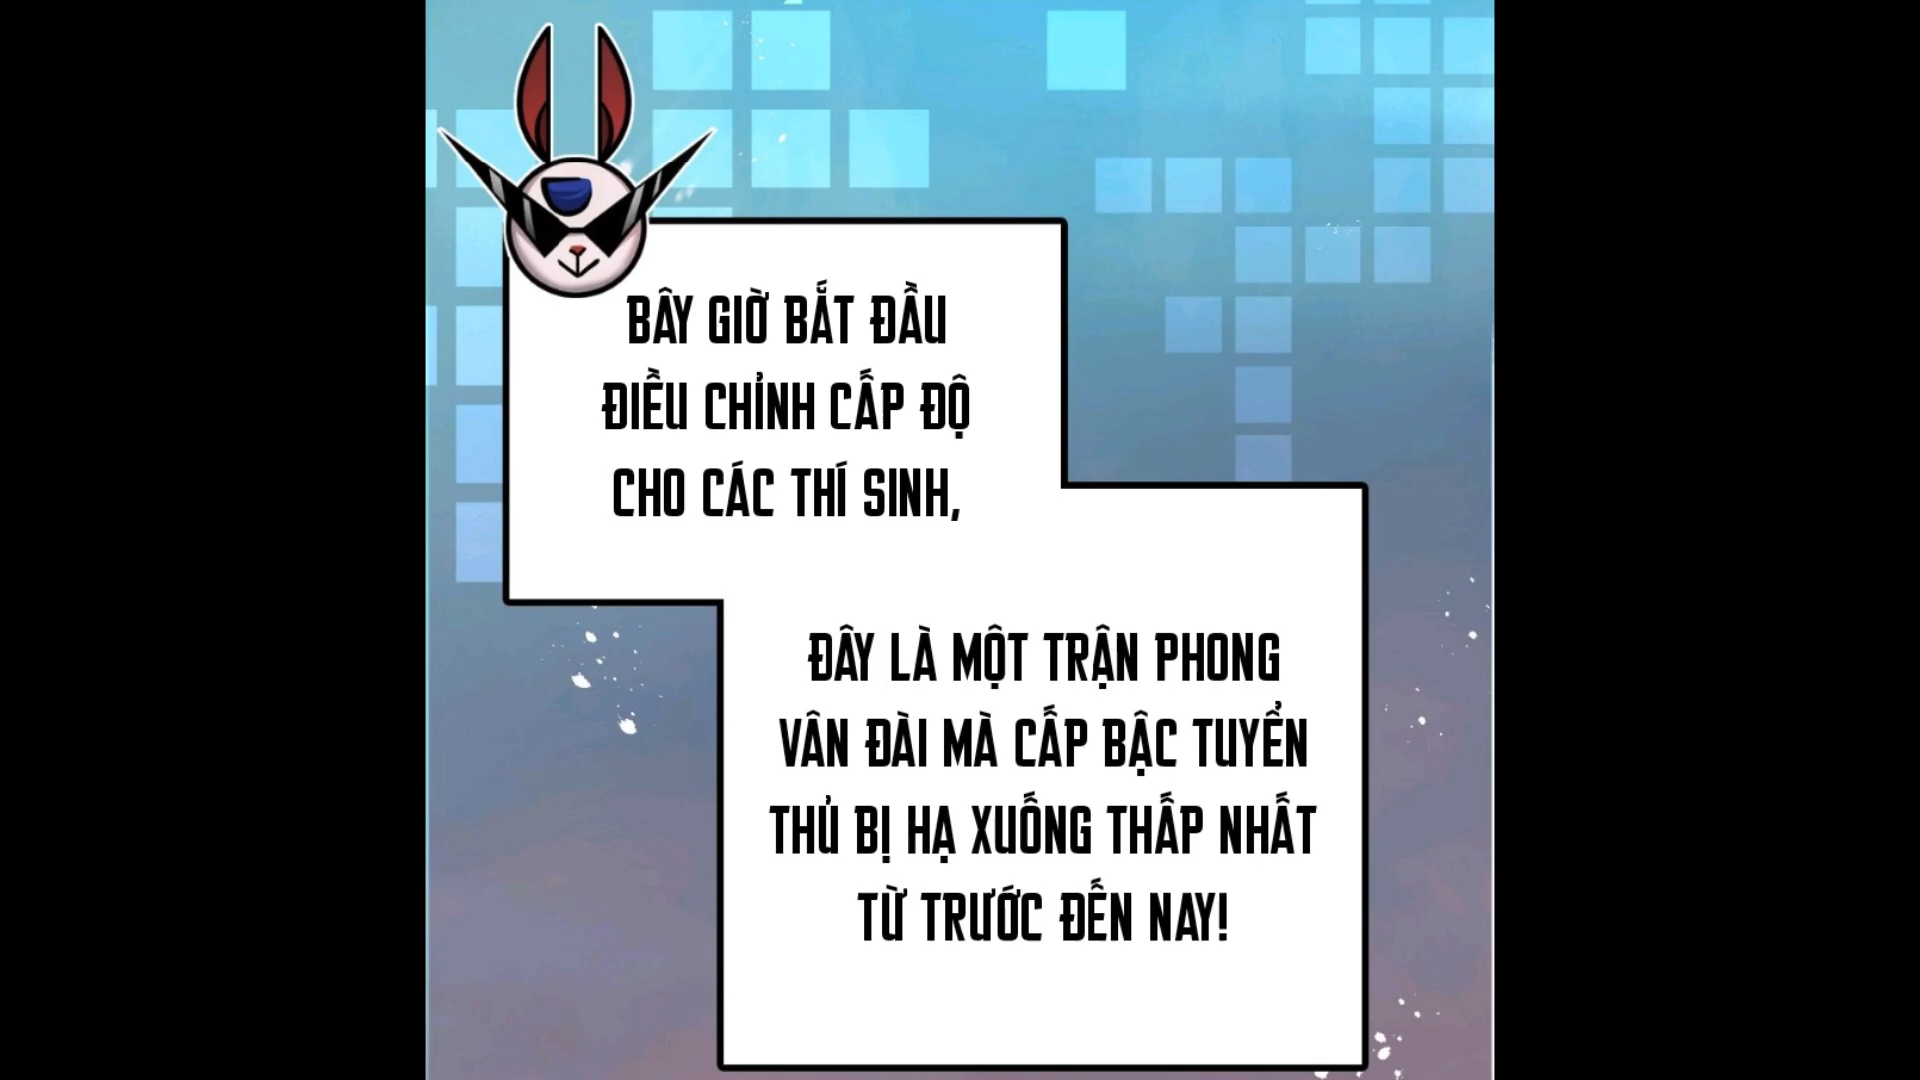 BÂY GIỜ BẮT ĐẦU
ĐIỀU CHỈNH CẤP ĐỘ
CHO CÁC THÍ SINH,
ĐÂY LÀ MỘT TRẬN PHONG
VÂN ĐÀI MÀ CẤP BẬC TUYỂN
THỦ BỊ HẠ XUỐNG THẤP NHẤT
TỪ TRƯỚC ĐẾN NAY!